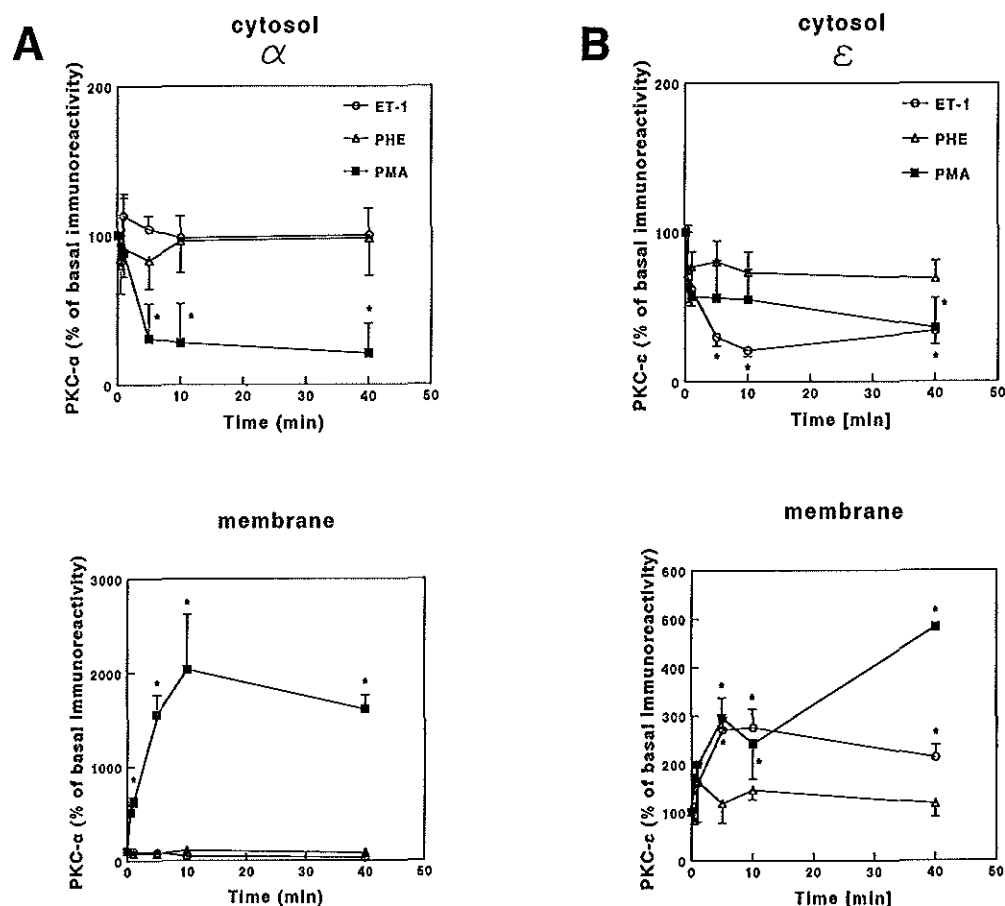 A
cytosol
α
PKC-α (% of basal immunoreactivity)
200
100
0
ET-1
PHE
PMA
*
*
*
0 10 20 30 40 50
Time (min)
B
cytosol
ε
PKC-ε (% of basal immunoreactivity)
200
100
0
ET-1
PHE
PMA
*
*
*
*
0 10 20 30 40 50
Time [min]
membrane
PKC-α (% of basal immunoreactivity)
3000
2000
1000
0
*
*
*
*
0 10 20 30 40 50
Time (min)
membrane
PKC-ε (% of basal immunoreactivity)
600
500
400
300
200
100
0
*
*
*
*
*
*
0 10 20 30 40 50
Time [min]